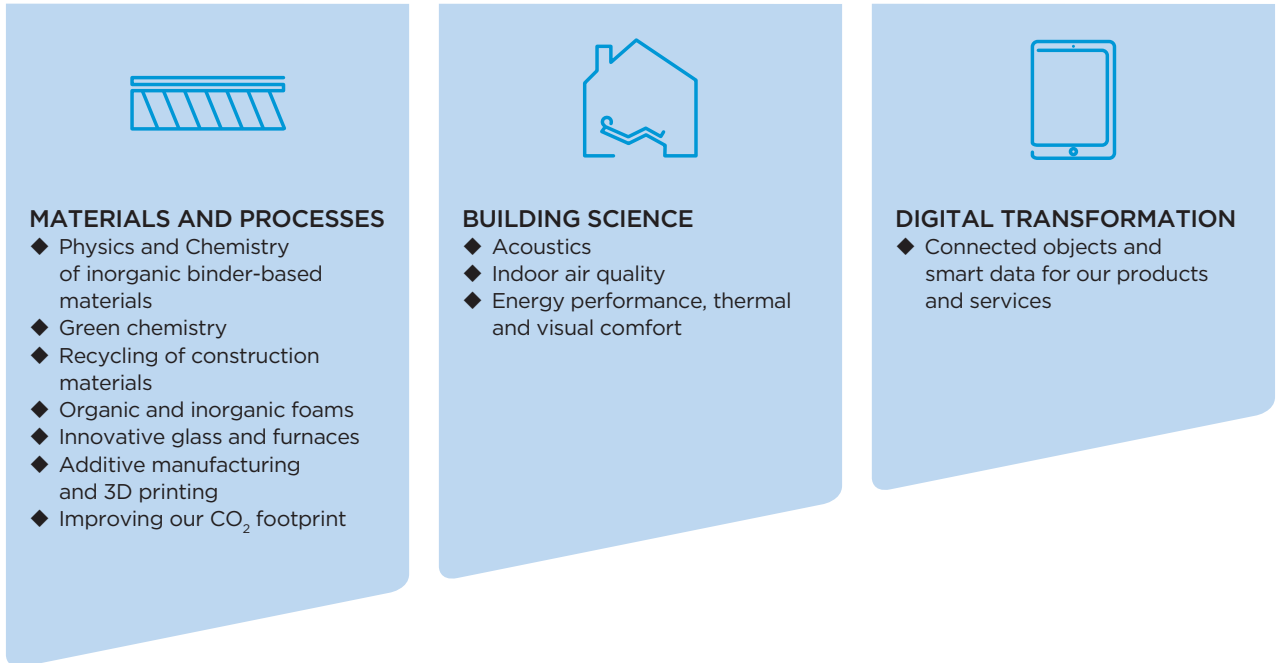 MATERIALS AND PROCESSES
◆ Physics and Chemistry
of inorganic binder-based
materials
◆ Green chemistry
◆ Recycling of construction
materials
◆ Organic and inorganic foams
◆ Innovative glass and furnaces
◆ Additive manufacturing
and 3D printing
◆ Improving our CO₂ footprint
BUILDING SCIENCE
◆ Acoustics
◆ Indoor air quality
◆ Energy performance, thermal
and visual comfort
DIGITAL TRANSFORMATION
◆ Connected objects and
smart data for our products
and services